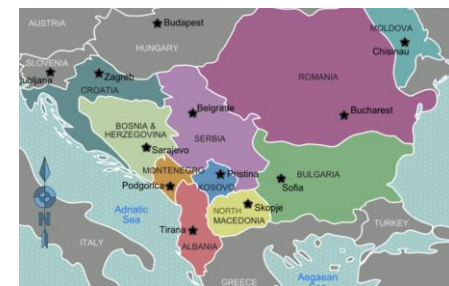 AUSTRIA
Budapest
MOLDOVA
HUNGARY
Chisinau
SLOVENIA
Ljubljana
Zagreb
CROATIA
ROMANIA
Belgrade
Bucharest
BOSNIA &
HERZEGOVINA
SERBIA
Sarajevo
MONTENEGRO
Pristina
BULGARIA
Podgorica
KOSOVO
Sofia
N
Adriatic
Sea
NORTH
MACEDONIA
Skopje
TURKEY
Tirana
ITALY
ALBANIA
GREECE
Aegaean
Sea